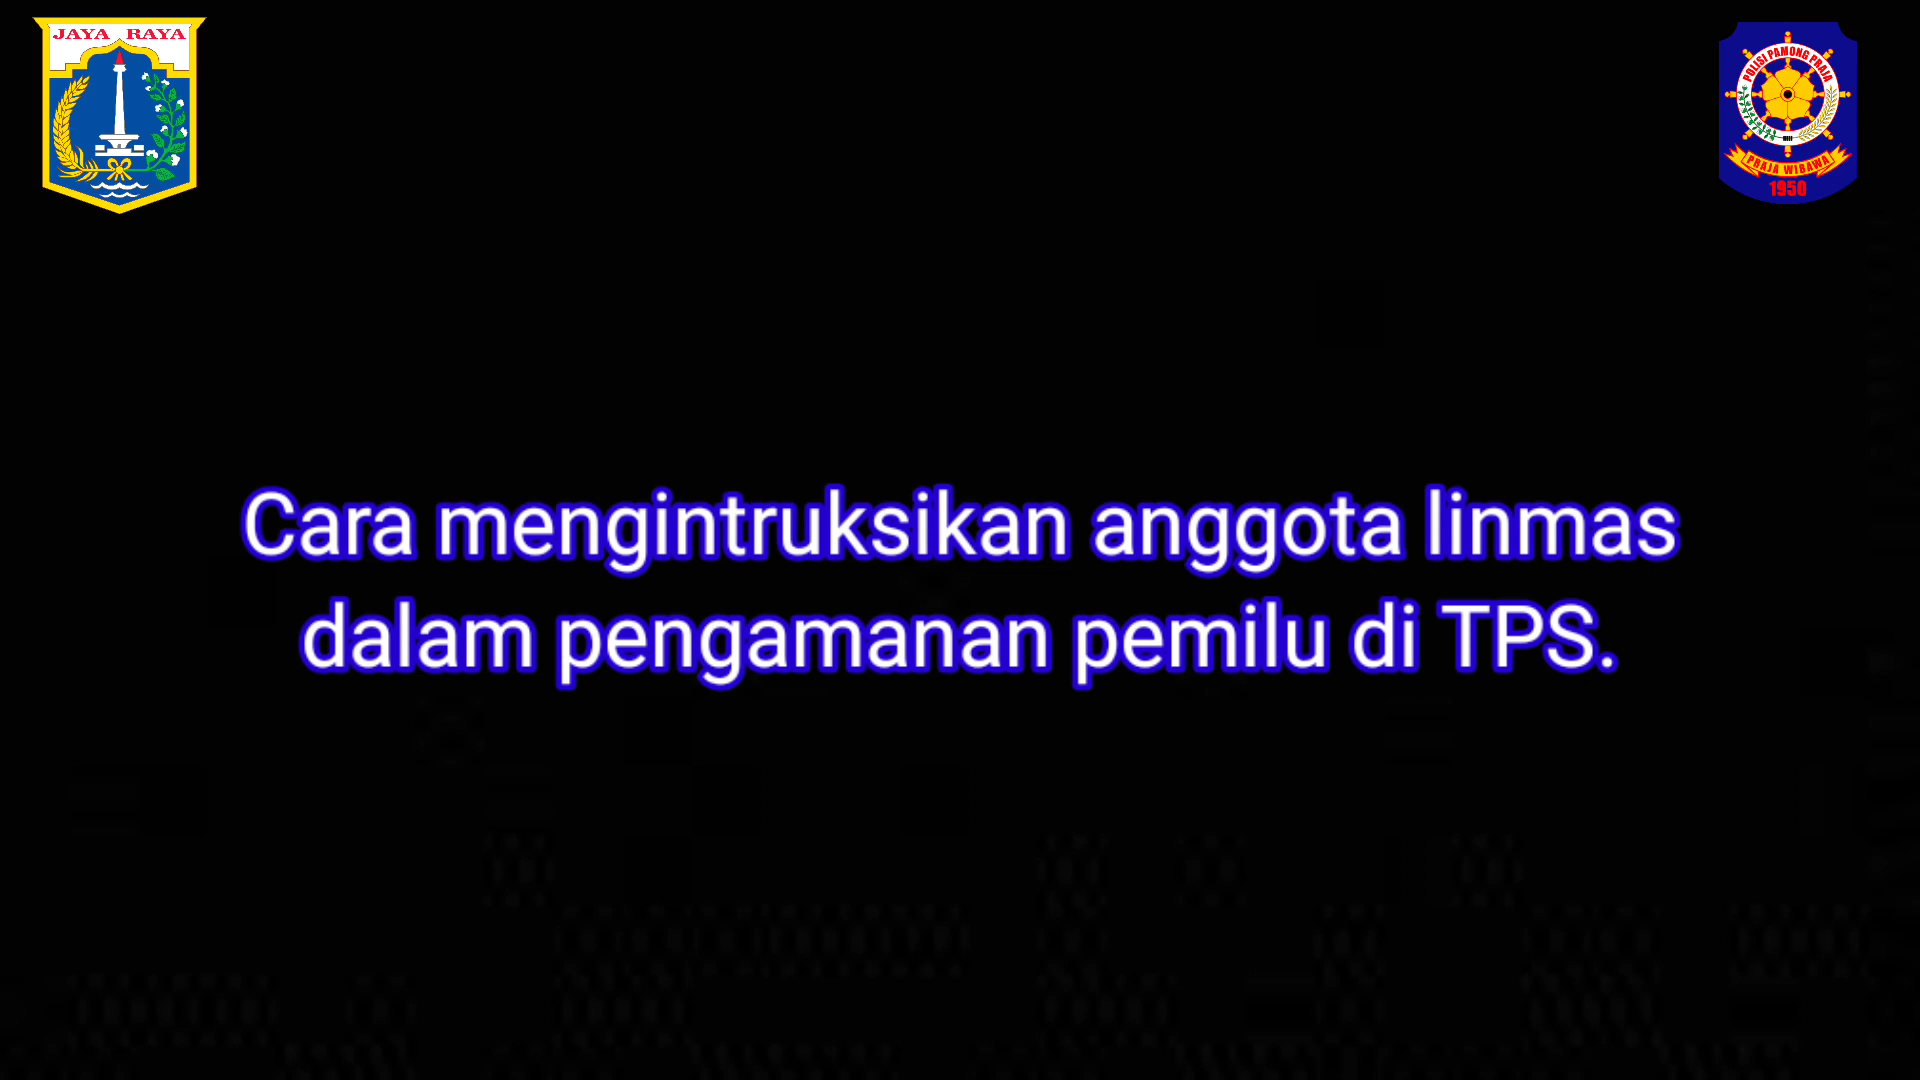 JAYA RAYA
POLISI PAMONG PRAJA
PRAJA WIBAWA
1950
Cara mengintruksikan anggota linmas
dalam pengamanan pemilu di TPS.